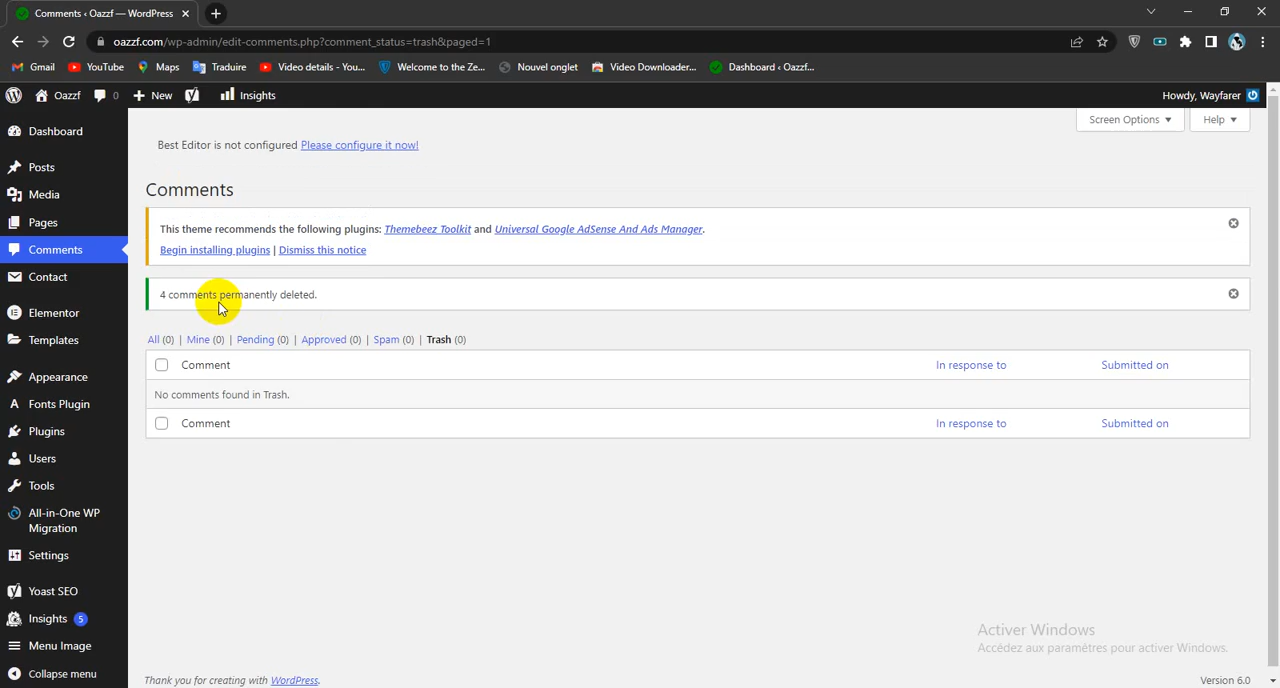 Comments ‹ Oazzf — WordPress
oazzf.com/wp-admin/edit-comments.php?comment_status=trash&paged=1
Gmail YouTube Maps Traduire Video details - You... Welcome to the Ze... Nouvel onglet Video Downloader... Dashboard ‹ Oazzf...
Oazzf 0 New Insights Howdy, Wayfarer
Screen Options Help
Dashboard
Posts
Media
Pages
Comments
Contact
Elementor
Templates
Appearance
Fonts Plugin
Plugins
Users
Tools
All-in-One WP
Migration
Settings
Yoast SEO
Insights 5
Menu Image
Collapse menu
Best Editor is not configured Please configure it now!
Comments
This theme recommends the following plugins: Themebeez Toolkit and Universal Google AdSense And Ads Manager.
Begin installing plugins | Dismiss this notice
4 comments permanently deleted.
All (0) | Mine (0) | Pending (0) | Approved (0) | Spam (0) | Trash (0)
Comment In response to Submitted on
No comments found in Trash.
Comment In response to Submitted on
Activer Windows
Accédez aux paramètres pour activer Windows.
Thank you for creating with WordPress. Version 6.0